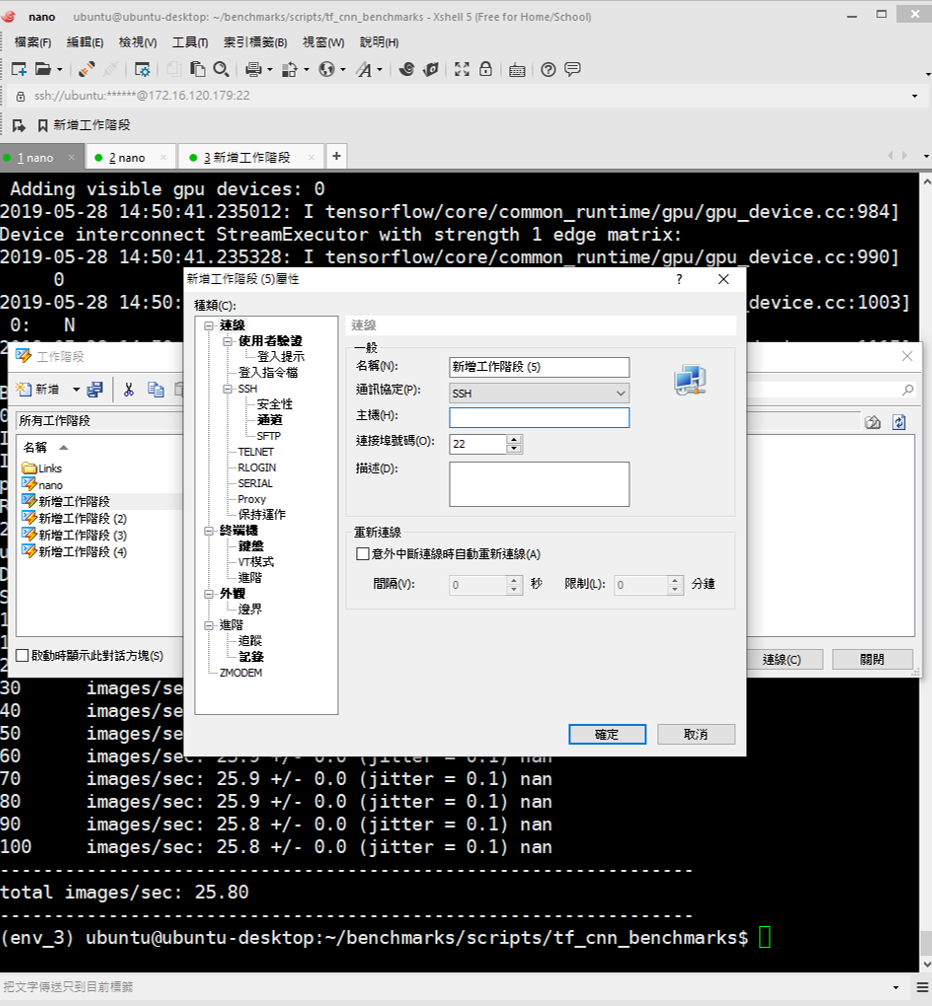 nano ubuntu@ubuntu-desktop: ~/benchmarks/scripts/tf_cnn_benchmarks - Xshell 5 (Free for Home/School)
檔案(F) 編輯(E) 檢視(V) 工具(T) 索引標籤(B) 視窗(W) 說明(H)
ssh://ubuntu:******@172.16.120.179:22
新增工作階段
1 nano × 2 nano × 3 新增工作階段 × +
Adding visible gpu devices: 0
2019-05-28 14:50:41.235012: I tensorflow/core/common_runtime/gpu/gpu_device.cc:984]
Device interconnect StreamExecutor with strength 1 edge matrix:
2019-05-28 14:50:41.235328: I tensorflow/core/common_runtime/gpu/gpu_device.cc:990]
0
2019-05-28 14:50: _device.cc:1003]
0: N
新增工作階段 (5)屬性 ?
種類(C):
連線
使用者驗證
登入提示
登入指令檔
SSH
安全性
通道
SFTP
TELNET
RLOGIN
SERIAL
Proxy
保持運作
終端機
鍵盤
VT模式
進階
外觀
邊界
進階
追蹤
記錄
ZMODEM
連線
一般
名稱(N): 新增工作階段 (5)
通訊協定(P): SSH
主機(H):
連接埠號碼(O): 22
描述(D):
重新連線
意外中斷連線時自動重新連線(A)
間隔(V): 0 秒 限制(L): 0 分鐘
確定 取消
工作階段
新增
所有工作階段
名稱
Links
nano
新增工作階段
新增工作階段 (2)
新增工作階段 (3)
新增工作階段 (4)
啟動時顯示此對話方塊(S)
連線(C) 關閉
30 images/se
40 images/se
50 images/se
60 images/sec: 25.9 +/- 0.0 (jitter = 0.1) nan
70 images/sec: 25.9 +/- 0.0 (jitter = 0.1) nan
80 images/sec: 25.9 +/- 0.0 (jitter = 0.1) nan
90 images/sec: 25.8 +/- 0.0 (jitter = 0.1) nan
100 images/sec: 25.8 +/- 0.0 (jitter = 0.1) nan
----------------------------------------------------------------
total images/sec: 25.80
----------------------------------------------------------------
(env_3) ubuntu@ubuntu-desktop:~/benchmarks/scripts/tf_cnn_benchmarks$
把文字傳送只到目前標籤